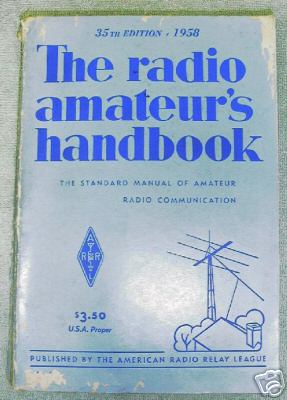 35TH EDITION · 1958
The radio
amateur's
handbook
THE STANDARD MANUAL OF AMATEUR
RADIO COMMUNICATION
A
R R
R
L
$3.50
U.S.A. Proper
PUBLISHED BY THE AMERICAN RADIO RELAY LEAGUE